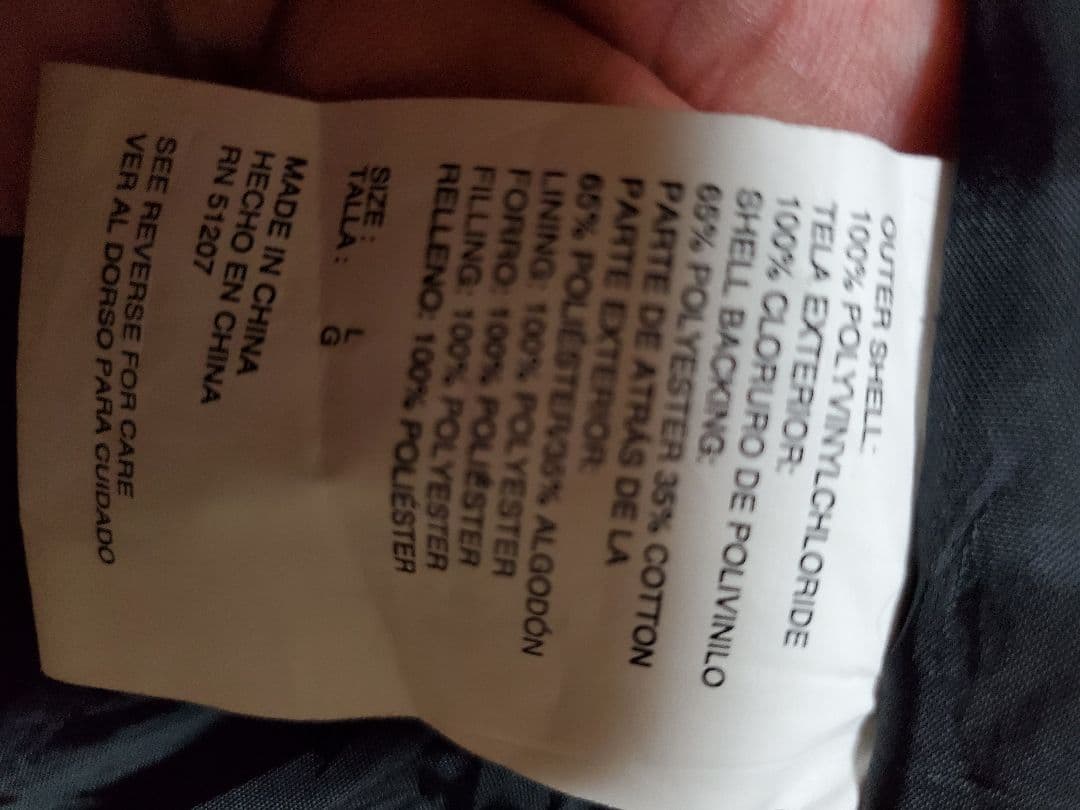 OUTER SHELL:
100% POLYVINYLCHLORIDE
TELA EXTERIOR:
100% CLORURO DE POLIVINILO
SHELL BACKING:
65% POLYESTER 35% COTTON
PARTE DE ATRÁS DE LA
PARTE EXTERIOR:
65% POLIÉSTER/35% ALGODÓN
LINING: 100% POLYESTER
FORRO: 100% POLIÉSTER
FILLING: 100% POLYESTER
RELLENO: 100% POLIÉSTER
SIZE : L
TALLA : G
MADE IN CHINA
HECHO EN CHINA
RN 51207
SEE REVERSE FOR CARE
VER AL DORSO PARA CUIDADO